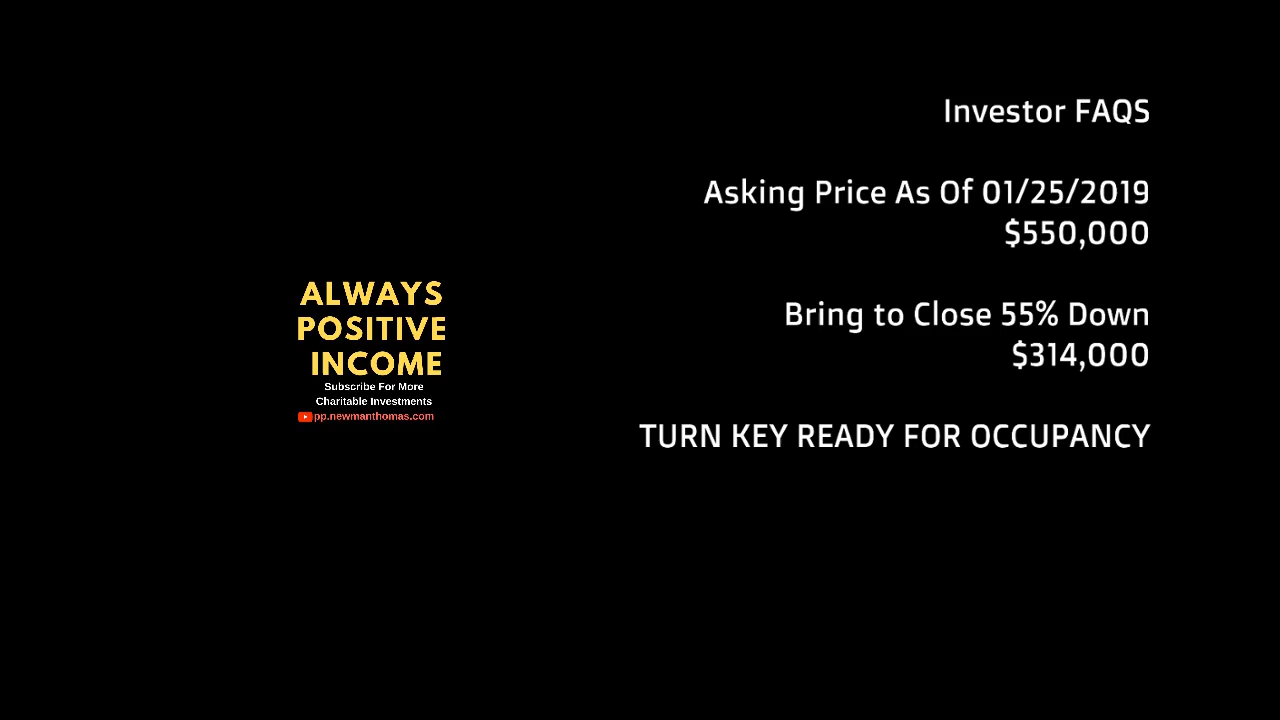 ALWAYS
POSITIVE
INCOME
Subscribe For More
Charitable Investments
pp.newmanthomas.com
Investor FAQS
Asking Price As Of 01/25/2019
$550,000
Bring to Close 55% Down
$314,000
TURN KEY READY FOR OCCUPANCY